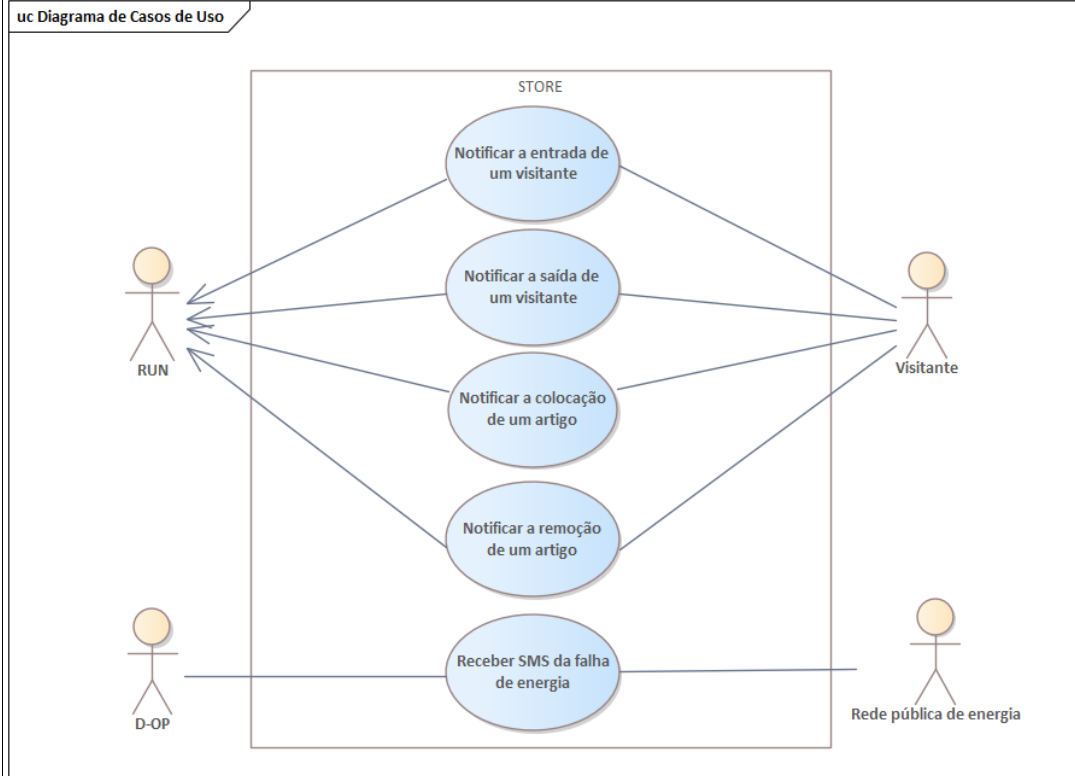 uc Diagrama de Casos de Uso
STORE
Notificar a entrada de
um visitante
Notificar a saída de
um visitante
RUN
Visitante
Notificar a colocação
de um artigo
Notificar a remoção
de um artigo
Receber SMS da falha
de energia
D-OP
Rede pública de energia